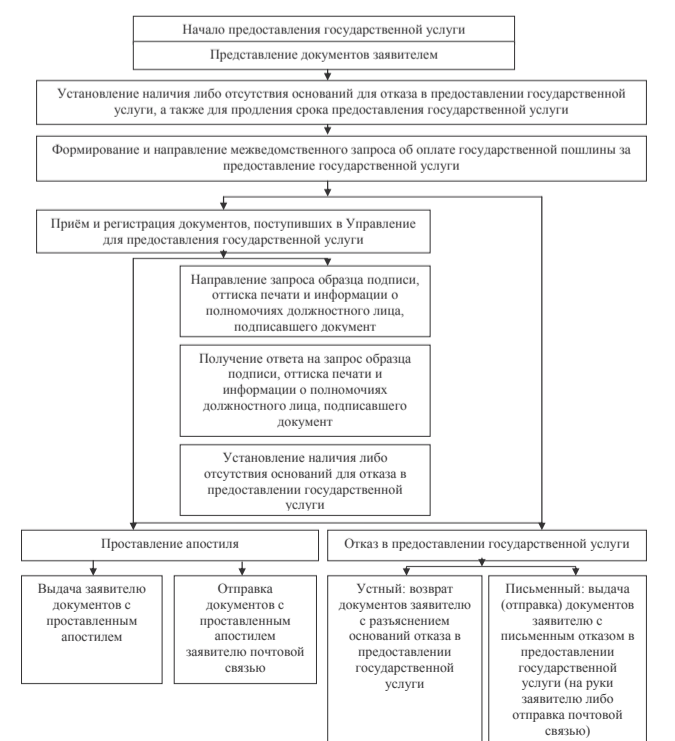 Начало предоставления государственной услуги
Представление документов заявителем
Установление наличия либо отсутствия оснований для отказа в предоставлении государственной
услуги, а также для продления срока предоставления государственной услуги
Формирование и направление межведомственного запроса об оплате государственной пошлины за
предоставление государственной услуги
Приём и регистрация документов, поступивших в Управление
для предоставления государственной услуги
Направление запроса образца подписи,
оттиска печати и информации о
полномочиях должностного лица,
подписавшего документ
Получение ответа на запрос образца
подписи, оттиска печати и
информации о полномочиях
должностного лица, подписавшего
документ
Установление наличия либо
отсутствия оснований для отказа в
предоставлении государственной
услуги
Проставление апостиля
Отказ в предоставлении государственной услуги
Выдача заявителю
документов с
проставленным
апостилем
Отправка
документов с
проставленным
апостилем
заявителю почтовой
связью
Устный: возврат
документов заявителю
с разъяснением
оснований отказа в
предоставлении
государственной
услуги
Письменный: выдача
(отправка) документов
заявителю с
письменным отказом в
предоставлении
государственной
услуги (на руки
заявителю либо
отправка почтовой
связью)